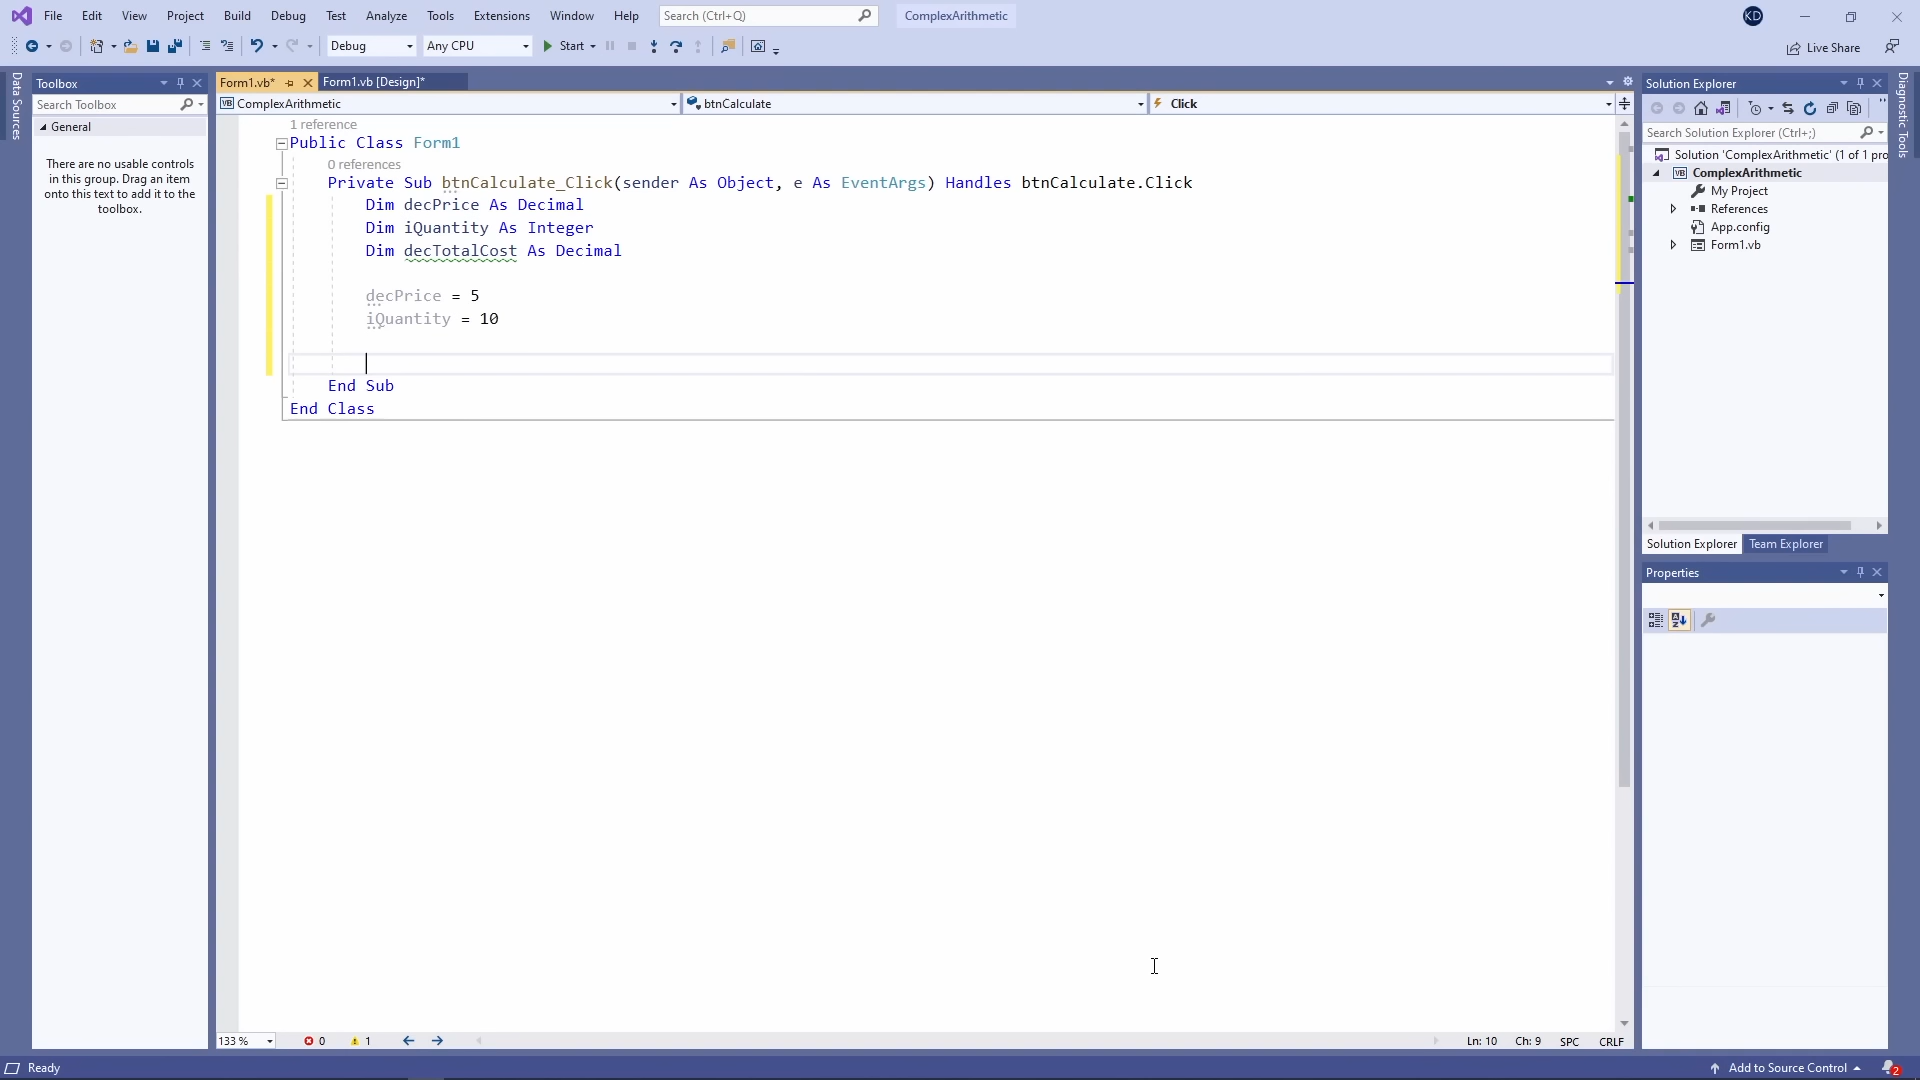 File Edit View Project Build Debug Test Analyze Tools Extensions Window Help Search (Ctrl+Q) ComplexArithmetic KD
Debug Any CPU Start Live Share
Data Sources
Toolbox
Search Toolbox
General
There are no usable controls
in this group. Drag an item
onto this text to add it to the
toolbox.
Form1.vb* Form1.vb [Design]*
ComplexArithmetic btnCalculate Click
1 reference
Public Class Form1
0 references
Private Sub btnCalculate_Click(sender As Object, e As EventArgs) Handles btnCalculate.Click
Dim decPrice As Decimal
Dim iQuantity As Integer
Dim decTotalCost As Decimal
decPrice = 5
iQuantity = 10
End Sub
End Class
133 % 0 1 Ln: 10 Ch: 9 SPC CRLF
Solution Explorer
Search Solution Explorer (Ctrl+;)
Solution 'ComplexArithmetic' (1 of 1 pro
ComplexArithmetic
My Project
References
App.config
Form1.vb
Solution Explorer Team Explorer
Properties
Diagnostic Tools
Ready Add to Source Control 2